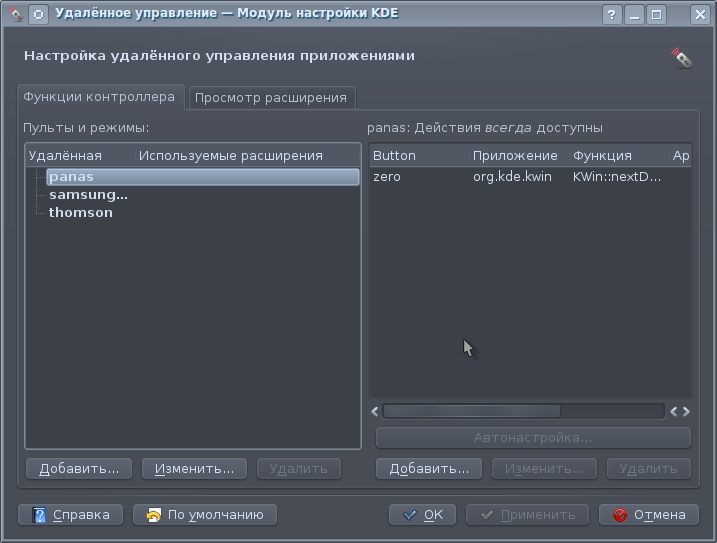 Удалённое управление — Модуль настройки KDE
Настройка удалённого управления приложениями
Функции контроллера Просмотр расширения
Пульты и режимы:
panas: Действия всегда доступны
Удалённая Используемые расширения
panas
samsung...
thomson
Button Приложение Функция Ар
zero org.kde.kwin KWin::nextD...
Автонастройка...
Добавить... Изменить... Удалить
Добавить... Изменить... Удалить
Справка По умолчанию OK Применить Отмена